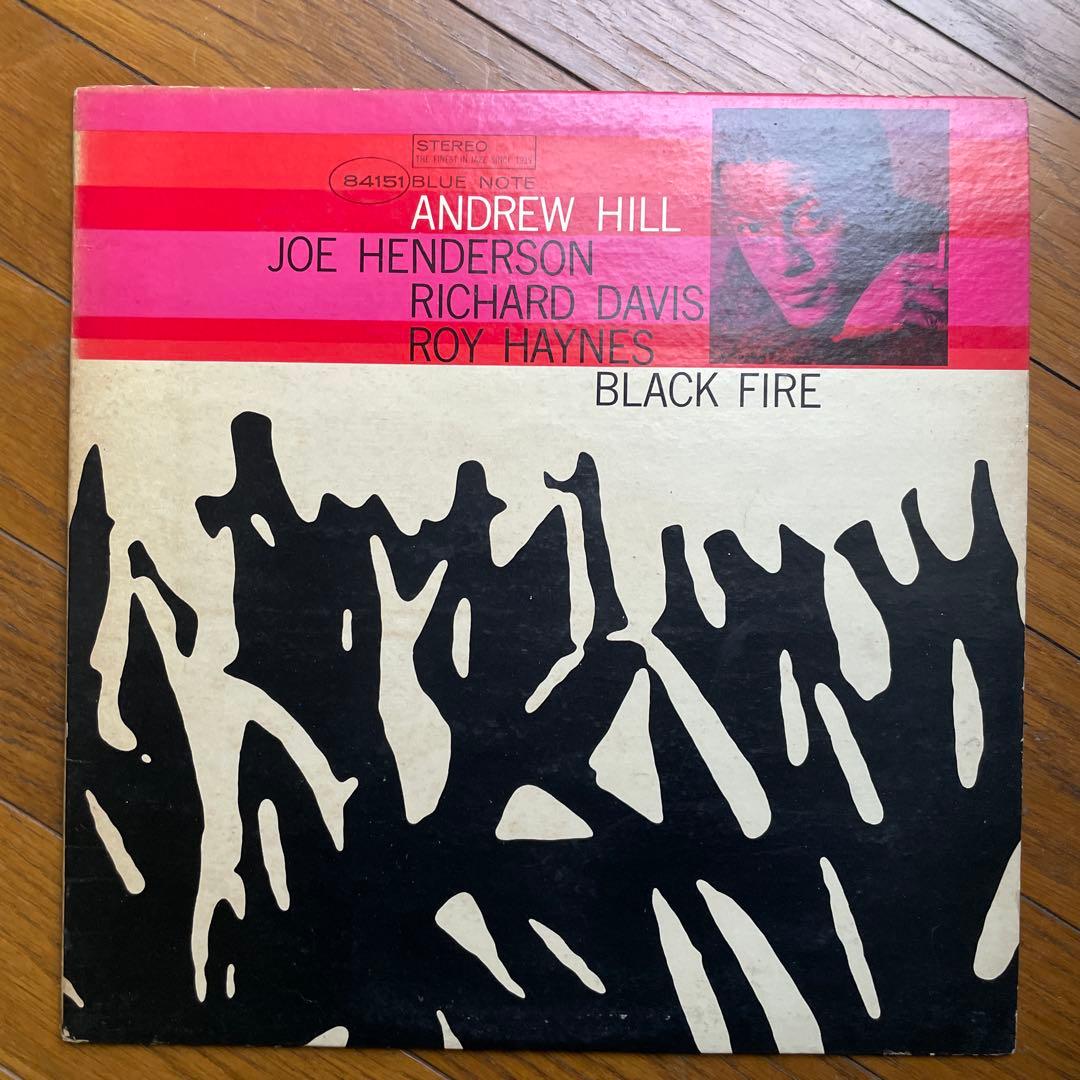 STEREO
THE FINEST IN JAZZ SINCE 1939
84151 BLUE NOTE
ANDREW HILL
JOE HENDERSON
RICHARD DAVIS
ROY HAYNES
BLACK FIRE